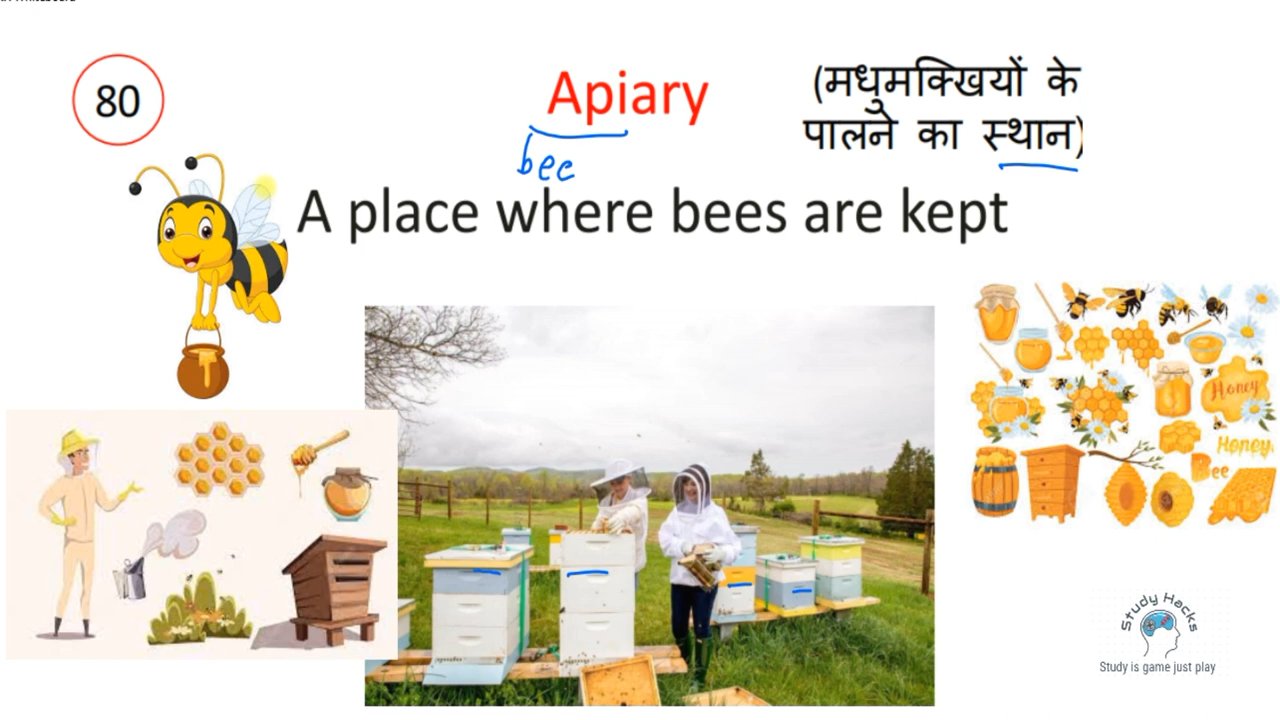 80
Apiary
(मधुमक्खियों के
पालने का स्थान)
bee
A place where bees are kept
Honey
Honey
Bee
Study Hacks
Study is game just play